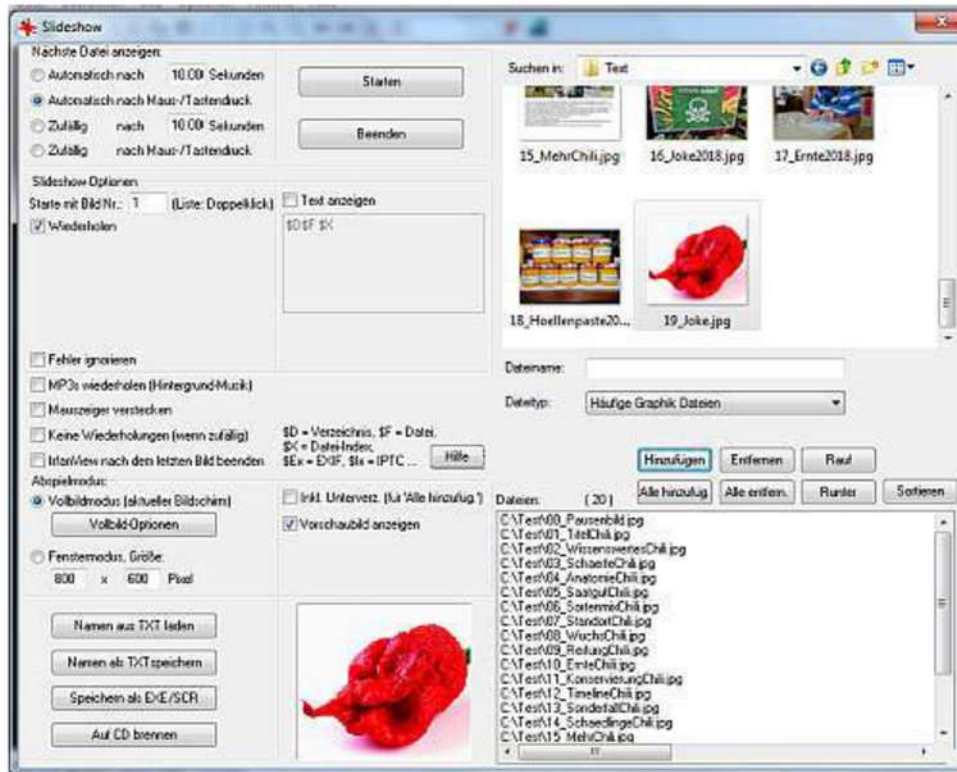 Slideshow
Nächste Datei anzeigen:
Automatisch nach 10.00 Sekunden
Automatisch nach Maus-/Tastendruck
Zufällig nach 10.00 Sekunden
Zufällig nach Maus-/Tastendruck
Starten
Beenden
Slideshow-Optionen
Starte mit Bild Nr.: 1 (Liste: Doppelklick)
Wiederholen
Text anzeigen
$D$F $X
Fehler ignorieren
MP3s wiederholen (Hintergrund-Musik)
Mauszeiger verstecken
Keine Wiederholungen (wenn zufällig)
IrfanView nach dem letzten Bild beenden
$D = Verzeichnis, $F = Datei,
$X = Datei-Index,
$Ex = EXIF, $Ix = IPTC ...
Hilfe
Abspielmodus:
Vollbildmodus (aktueller Bildschirm)
Vollbild-Optionen
Fenstermodus, Größe:
800 x 600 Pixel
Inkl. Unterverz. (für 'Alle hinzufüg.')
Vorschaubild anzeigen
Namen aus TXT laden
Namen als TXT speichern
Speichern als EXE/SCR
Auf CD brennen
Suchen in: Text
15_MehrChili.jpg
16_Joke2018.jpg
17_Ernte2018.jpg
18_Hoellenpaste20...
19_Joke.jpg
Dateiname:
Dateityp: Häufige Graphik Dateien
Hinzufügen
Entfernen
Rauf
Alle hinzufüg
Alle entfern.
Runter
Sortieren
Dateien: ( 20 )
C:\Test\00_Pausenbild.jpg
C:\Test\01_TitelChili.jpg
C:\Test\02_WissenswertesChili.jpg
C:\Test\03_SchaerfeChili.jpg
C:\Test\04_AnatomieChili.jpg
C:\Test\05_SaatgutChili.jpg
C:\Test\06_SortenmixChili.jpg
C:\Test\07_StandortChili.jpg
C:\Test\08_WuchsChili.jpg
C:\Test\09_ReifungChili.jpg
C:\Test\10_ErnteChili.jpg
C:\Test\11_KonservierungChili.jpg
C:\Test\12_TimelineChili.jpg
C:\Test\13_SonderfallChili.jpg
C:\Test\14_SchaedlingeChili.jpg
C:\Test\15_MehrChili.jpg